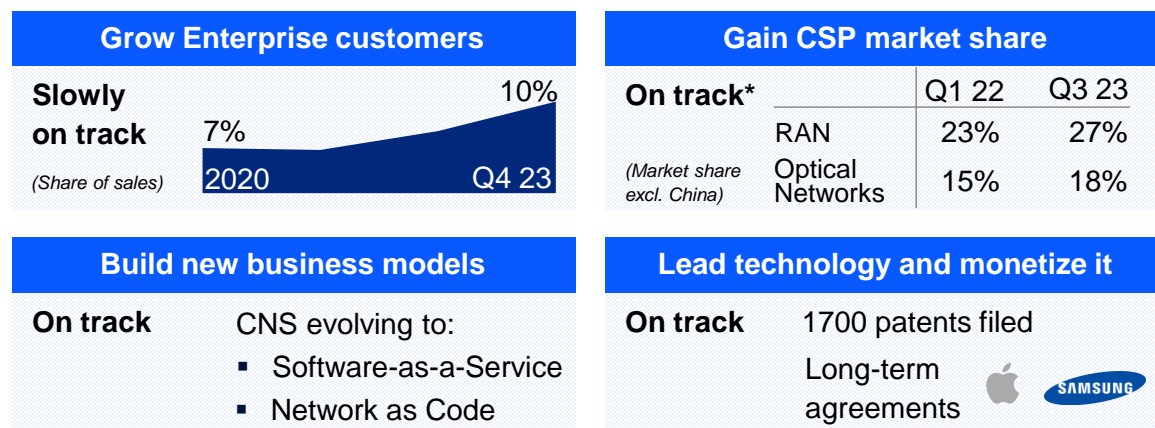 Grow Enterprise customers
Slowly
on track
(Share of sales)
7%
10%
2020
Q4 23
Gain CSP market share
On track*
(Market share
excl. China)
Q1 22 Q3 23
RAN 23% 27%
Optical
Networks 15% 18%
Build new business models
On track
CNS evolving to:
▪ Software-as-a-Service
▪ Network as Code
Lead technology and monetize it
On track
1700 patents filed
Long-term
agreements
SAMSUNG